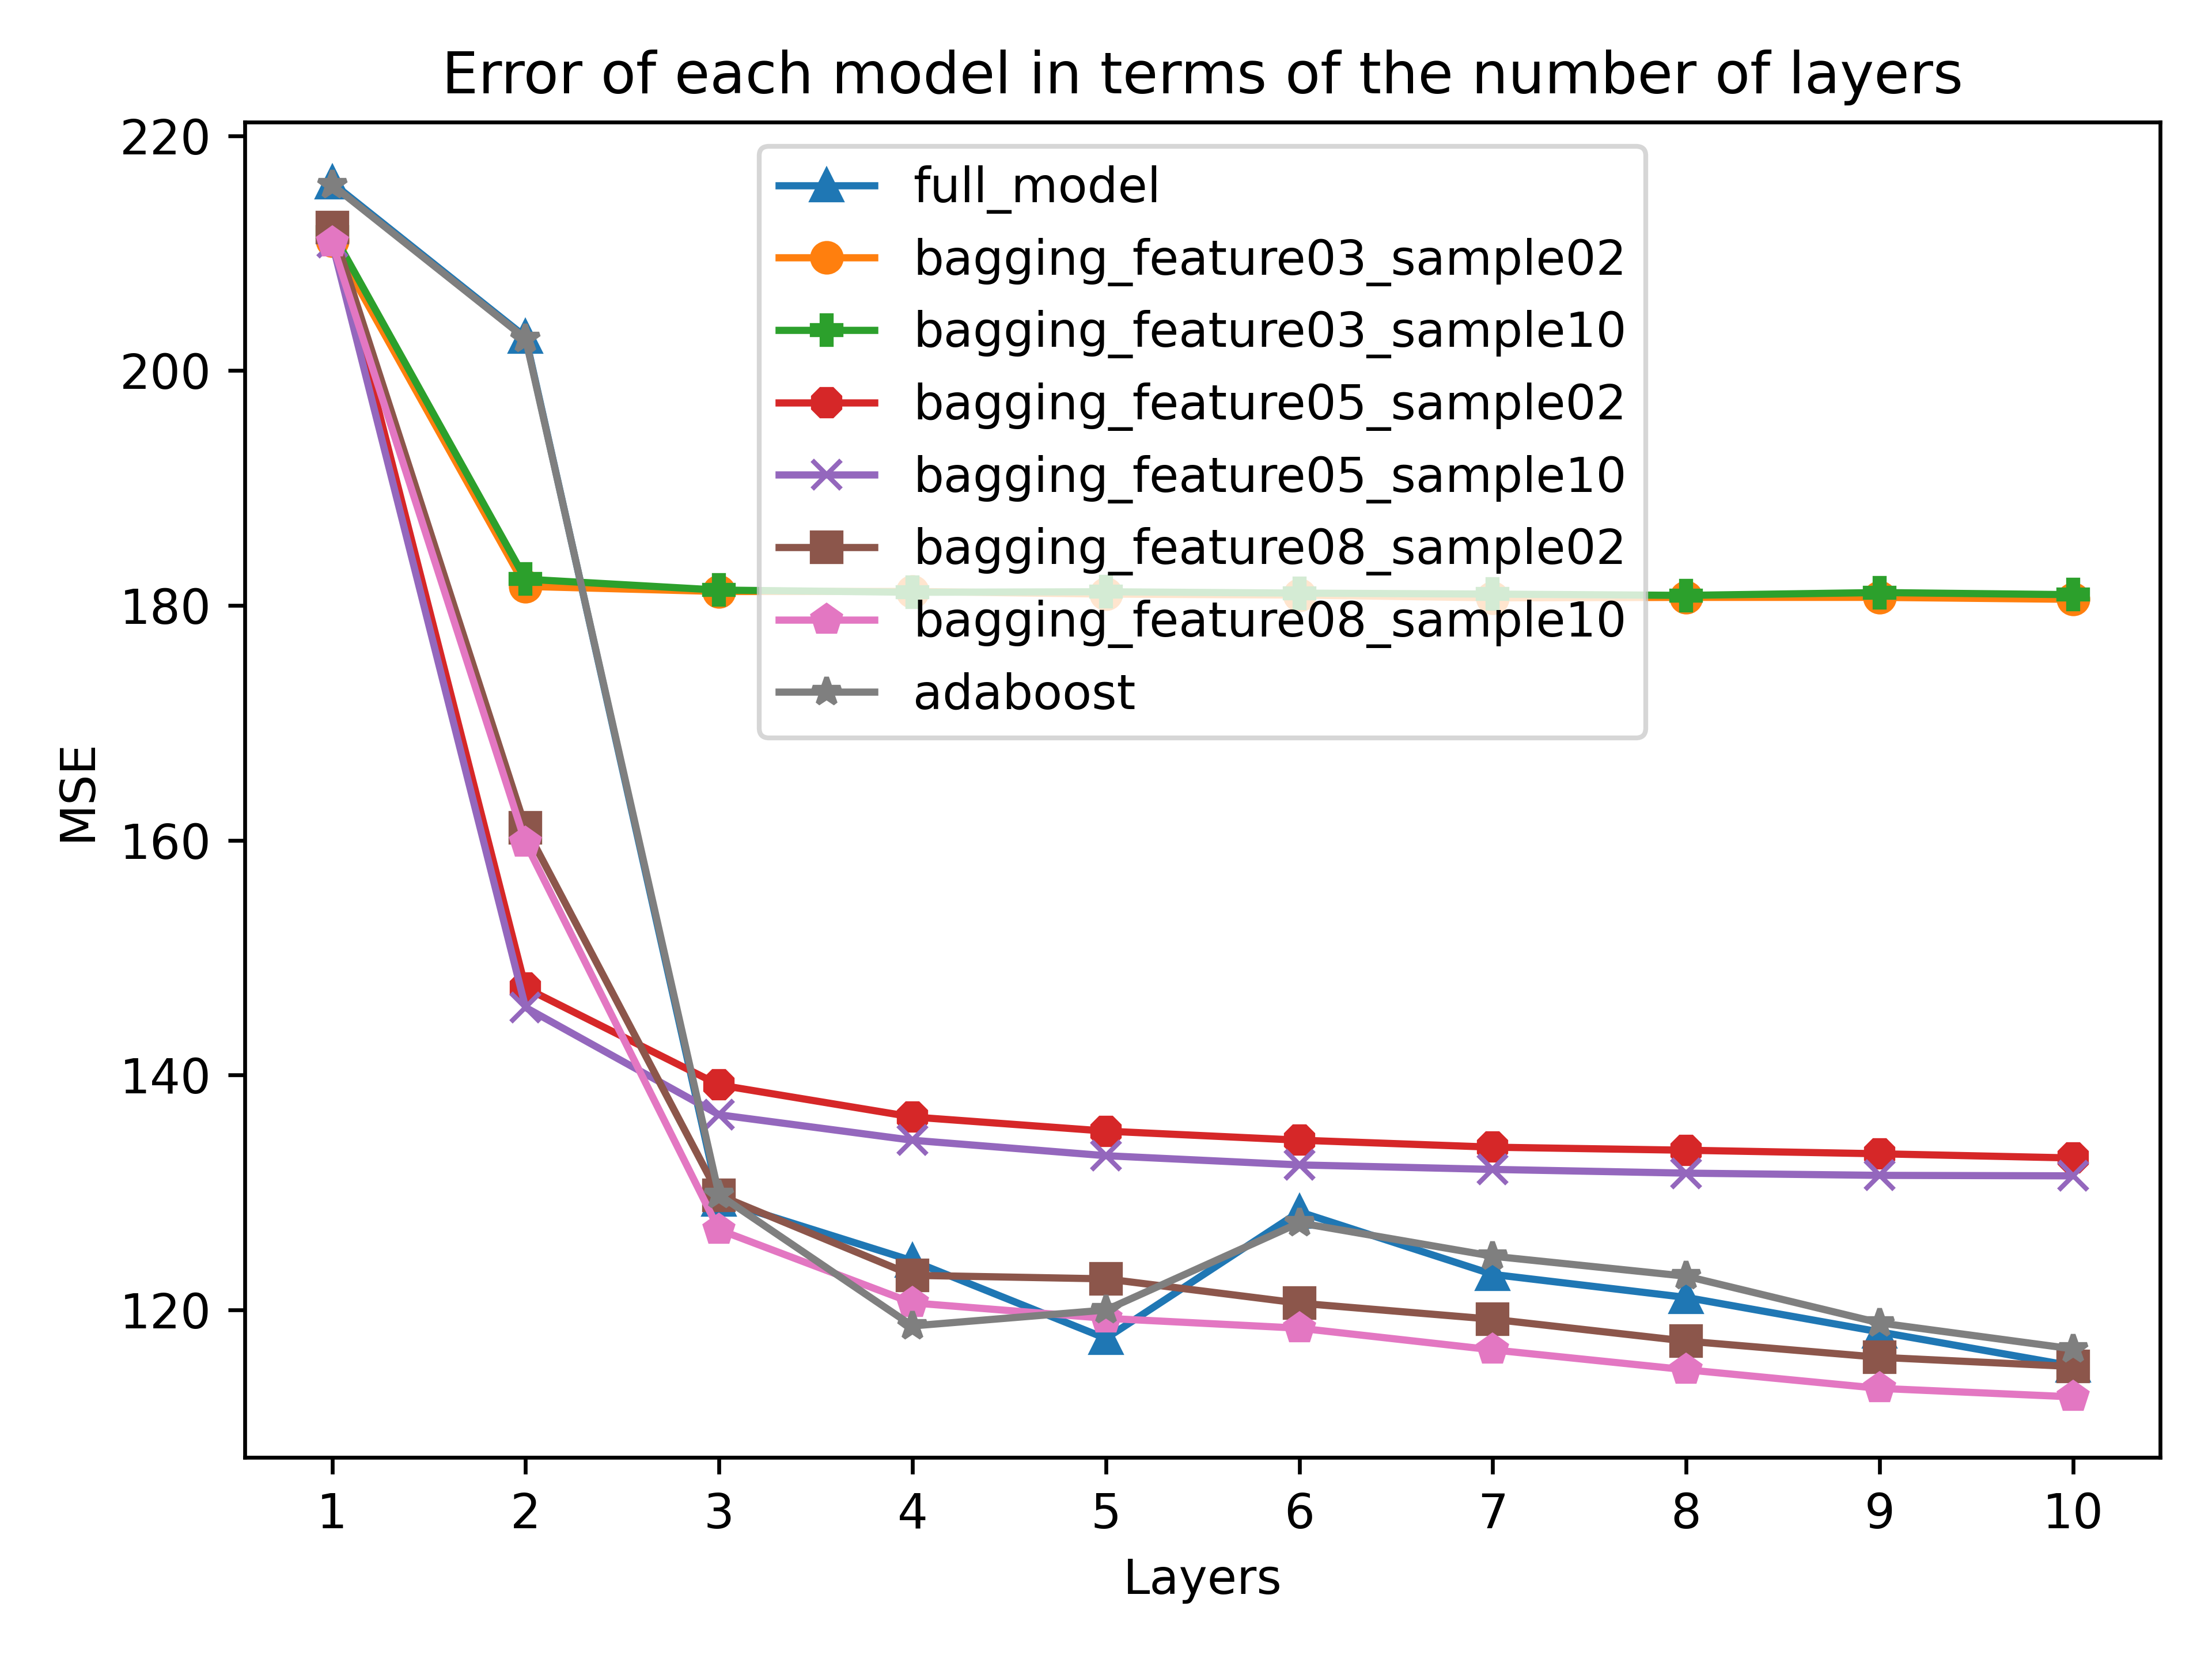 Error of each model in terms of the number of layers
220
200
180
160
140
120
MSE
full_model
bagging_feature03_sample02
bagging_feature03_sample10
bagging_feature05_sample02
bagging_feature05_sample10
bagging_feature08_sample02
bagging_feature08_sample10
adaboost
1 2 3 4 5 6 7 8 9 10
Layers